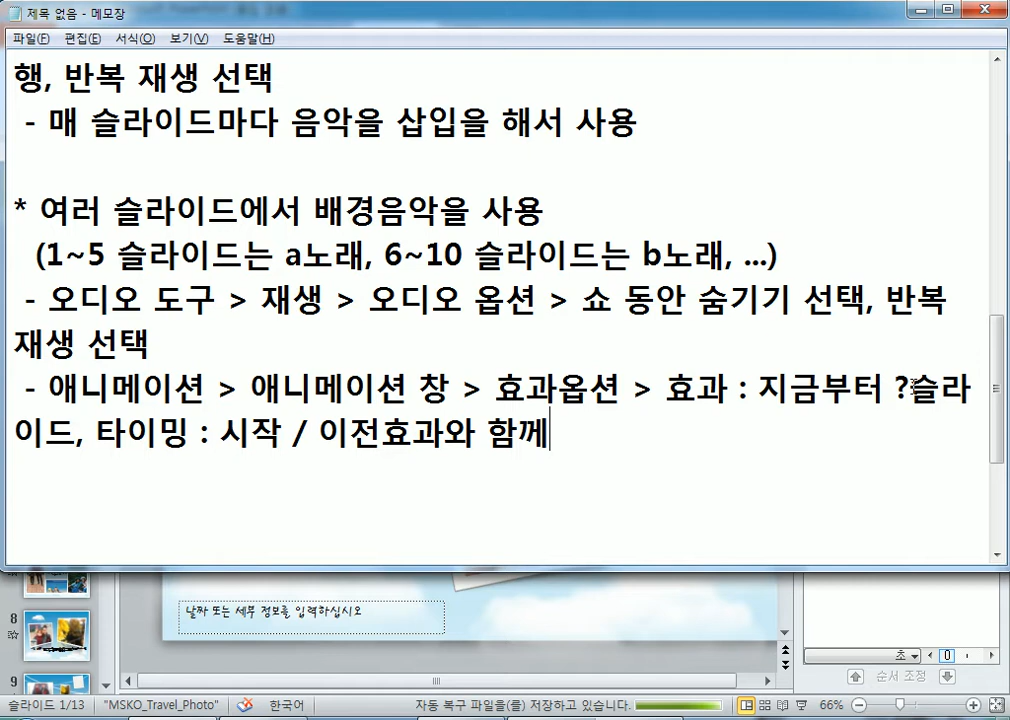 제목 없음 - 메모장
파일(F) 편집(E) 서식(O) 보기(V) 도움말(H)
행, 반복 재생 선택
- 매 슬라이드마다 음악을 삽입을 해서 사용
* 여러 슬라이드에서 배경음악을 사용
(1~5 슬라이드는 a노래, 6~10 슬라이드는 b노래, ...)
- 오디오 도구 > 재생 > 오디오 옵션 > 쇼 동안 숨기기 선택, 반복
재생 선택
- 애니메이션 > 애니메이션 창 > 효과옵션 > 효과 : 지금부터 ?슬라
이드, 타이밍 : 시작 / 이전효과와 함께
8
날짜 또는 세부 정보를 입력하십시오
초 0
9
순서 조정
슬라이드 1/13 "MSKO_Travel_Photo" 한국어 자동 복구 파일을(를) 저장하고 있습니다. 66%